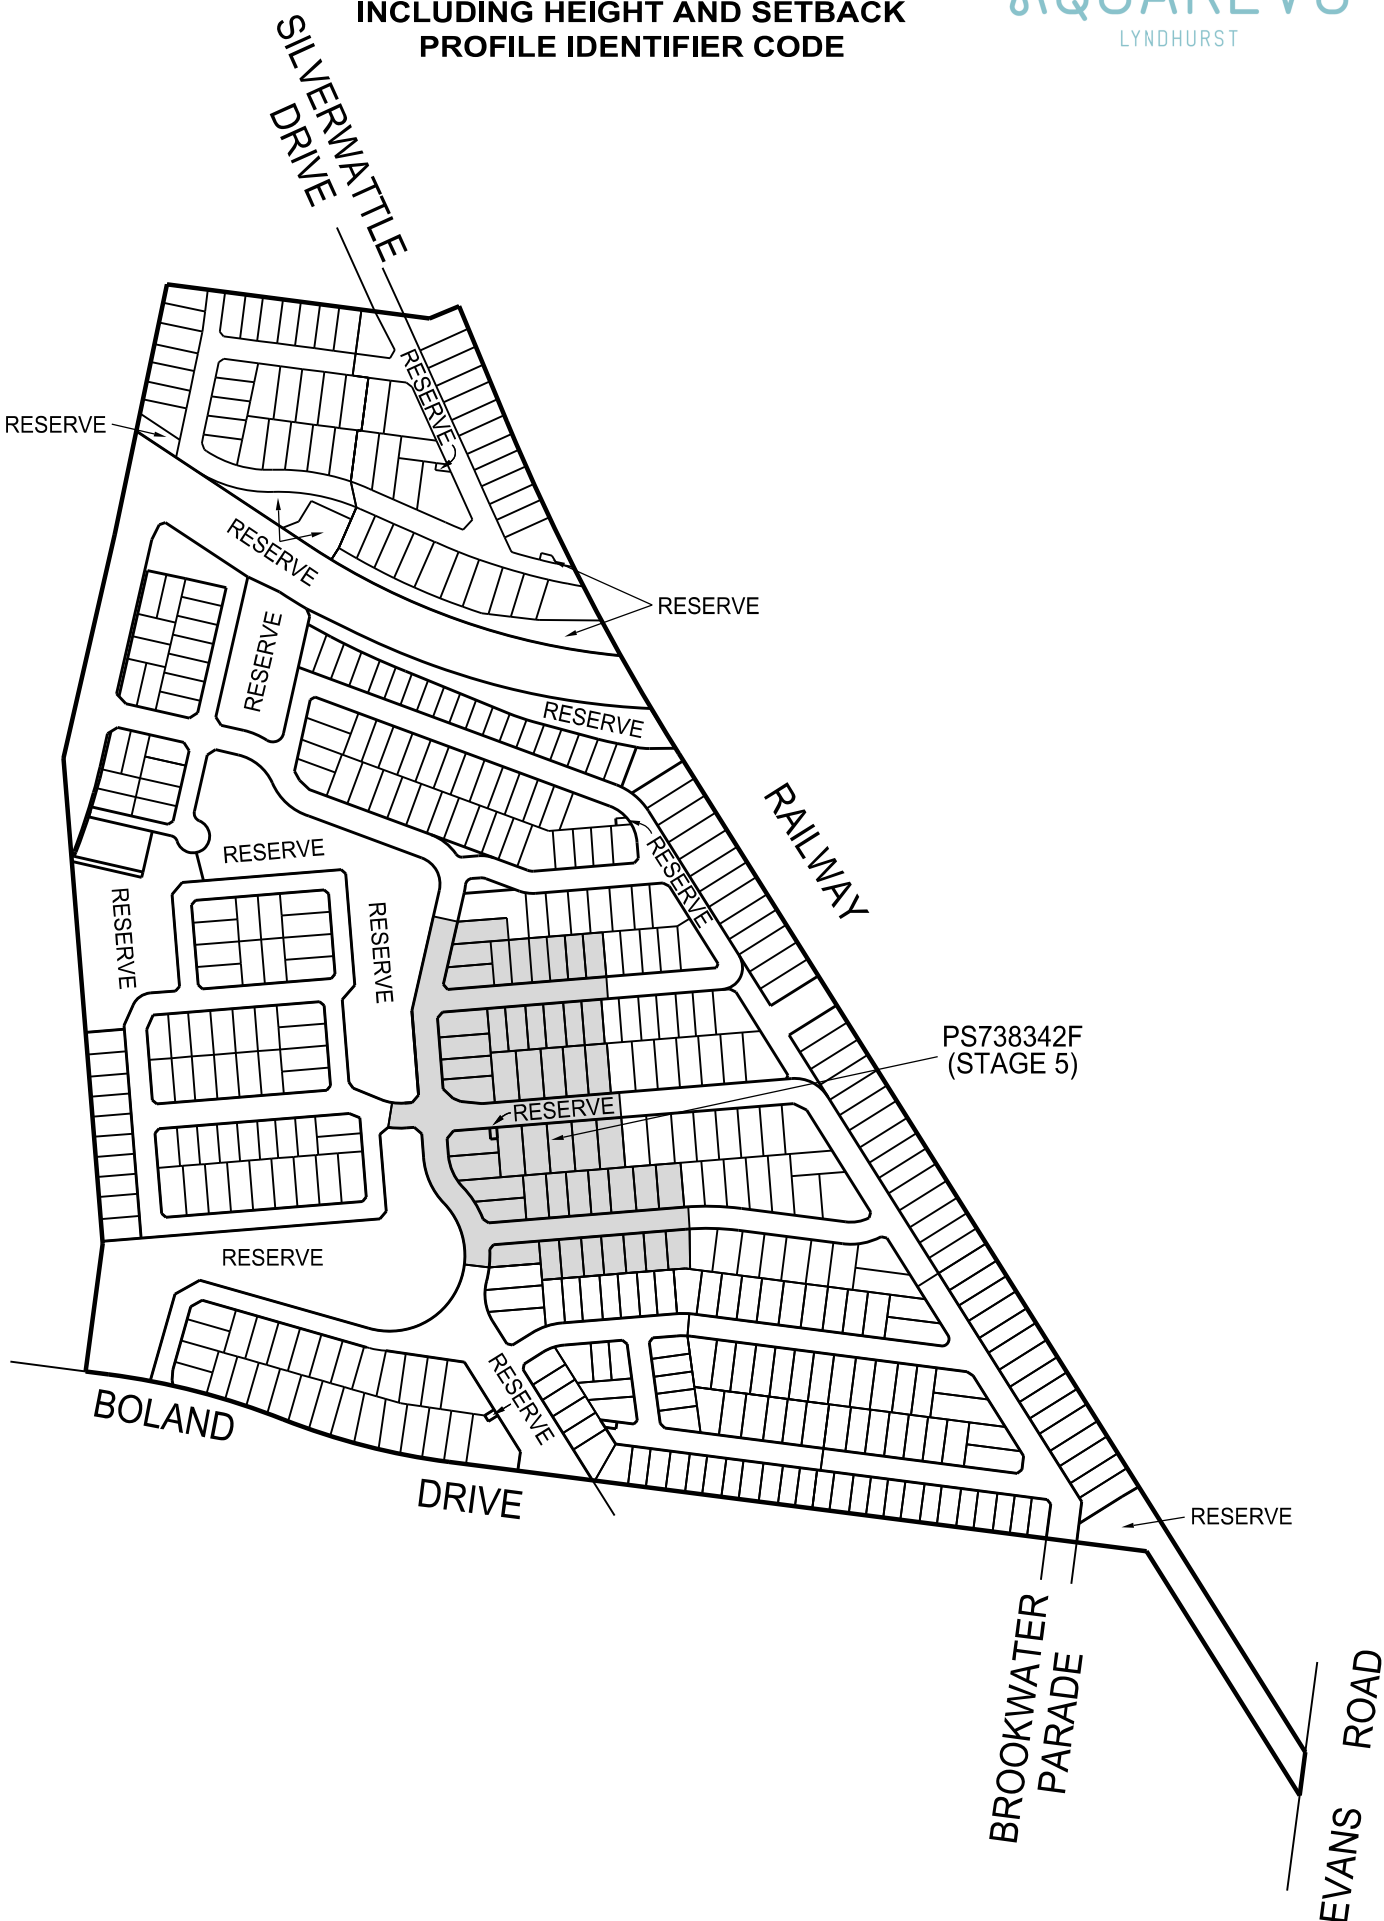 INCLUDING HEIGHT AND SETBACK
PROFILE IDENTIFIER CODE
LYNDHURST
SILVERWATTLE
DRIVE
RESERVE
RESERVE
RESERVE
RESERVE
RESERVE
RESERVE
RAILWAY
RESERVE
RESERVE
RESERVE
RESERVE
PS738342F
(STAGE 5)
RESERVE
RESERVE
RESERVE
BOLAND
DRIVE
RESERVE
BROOKWATER
PARADE
EVANS ROAD